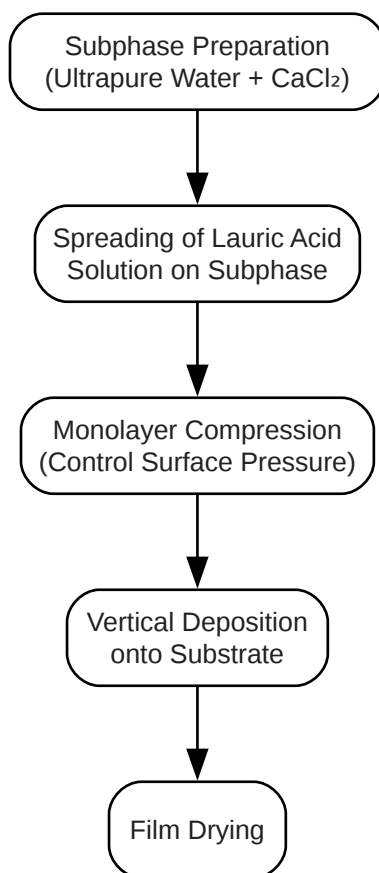 Subphase Preparation
(Ultrapure Water + CaCl₂)
Spreading of Lauric Acid
Solution on Subphase
Monolayer Compression
(Control Surface Pressure)
Vertical Deposition
onto Substrate
Film Drying